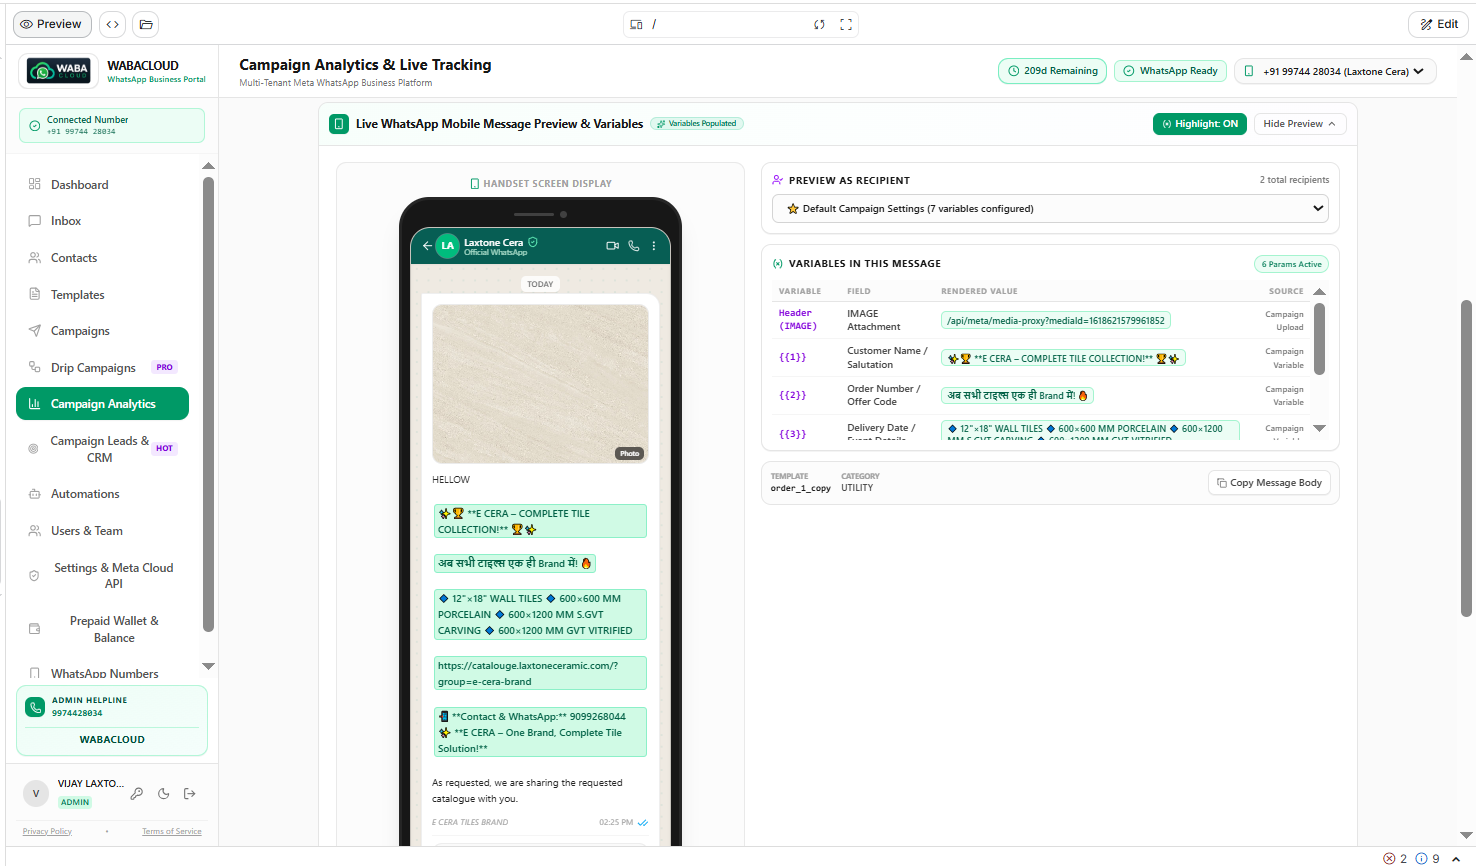 Preview
/
Edit
WABA
CLOUD
WABACLOUD
WhatsApp Business Portal
Campaign Analytics & Live Tracking
Multi-Tenant Meta WhatsApp Business Platform
209d Remaining
WhatsApp Ready
+91 99744 28034 (Laxtone Cera)
Connected Number
+91 99744 28034
Dashboard
Inbox
Contacts
Templates
Campaigns
Drip Campaigns PRO
Campaign Analytics
Campaign Leads &
CRM
HOT
Automations
Users & Team
Settings & Meta Cloud
API
Prepaid Wallet &
Balance
WhatsApp Numbers
ADMIN HELPLINE
9974428034
WABACLOUD
V
VIJAY LAXTO...
ADMIN
Privacy Policy • Terms of Service
Live WhatsApp Mobile Message Preview & Variables
Variables Populated
Highlight: ON
Hide Preview
HANDSET SCREEN DISPLAY
LA
Laxtone Cera
Official WhatsApp
TODAY
Photo
HELLOW
✨🏆 **E CERA – COMPLETE TILE
COLLECTION!** 🏆✨
अब सभी टाइल्स एक ही Brand में! 🔥
🔷 12"×18" WALL TILES 🔷 600×600 MM
PORCELAIN 🔷 600×1200 MM S.GVT
CARVING 🔷 600×1200 MM GVT VITRIFIED
https://catalouge.laxtoneceramic.com/?
group=e-cera-brand
📲 **Contact & WhatsApp:** 9099268044
✨ **E CERA – One Brand, Complete Tile
Solution!**
As requested, we are sharing the requested
catalogue with you.
E CERA TILES BRAND
02:25 PM
PREVIEW AS RECIPIENT
2 total recipients
⭐ Default Campaign Settings (7 variables configured)
VARIABLES IN THIS MESSAGE
6 Params Active
VARIABLE FIELD RENDERED VALUE SOURCE
Header
(IMAGE)
IMAGE
Attachment
/api/meta/media-proxy?mediaId=1618621579961852
Campaign
Upload
{{1}}
Customer Name /
Salutation
✨🏆 **E CERA – COMPLETE TILE COLLECTION!** 🏆✨
Campaign
Variable
{{2}}
Order Number /
Offer Code
अब सभी टाइल्स एक ही Brand में! 🔥
Campaign
Variable
{{3}}
Delivery Date /
🔷 12"×18" WALL TILES 🔷 600×600 MM PORCELAIN 🔷 600×1200
Campaign
TEMPLATE
order_1_copy
CATEGORY
UTILITY
Copy Message Body
2
9